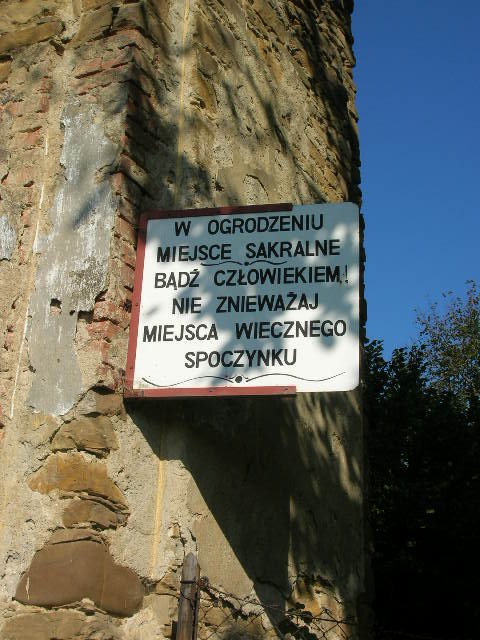 W OGRODZENIU
MIEJSCE SAKRALNE
BĄDŹ CZŁOWIEKIEM!
NIE ZNIEWAŻAJ
MIEJSCA WIECZNEGO
SPOCZYNKU